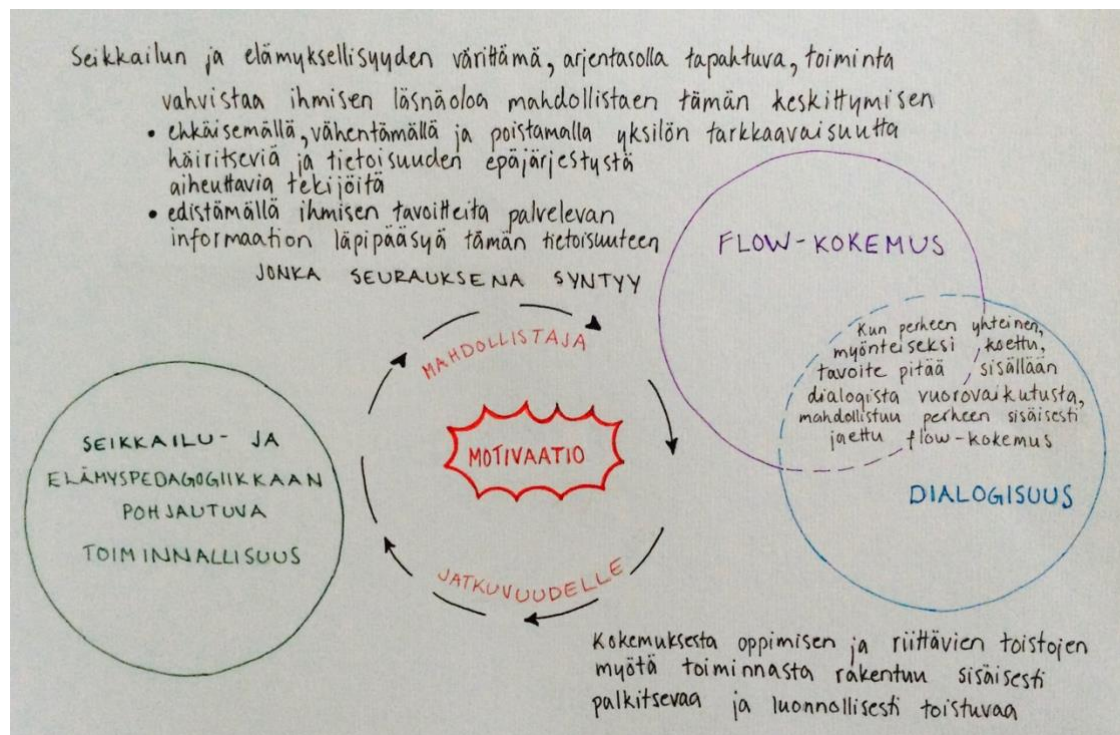 Seikkailun ja elämyksellisyyden värittämä, arjentasolla tapahtuva, toiminta
vahvistaa ihmisen läsnäoloa mahdollistaen tämän keskittymisen
• ehkäisemällä, vähentämällä ja poistamalla yksilön tarkkaavaisuutta
häiritseviä ja tietoisuuden epäjärjestystä
aiheuttavia tekijöitä
• edistämällä ihmisen tavoitteita palvelevan
informaation läpipääsyä tämän tietoisuuteen
JONKA SEURAUKSENA SYNTYY
FLOW-KOKEMUS
Kun perheen yhteinen,
myönteiseksi koettu,
tavoite pitää sisällään
dialogista vuorovaikutusta,
mahdollistuu perheen sisäisesti
jaettu flow-kokemus
DIALOGISUUS
MAHDOLLISTAJA
MOTIVAATIO
JATKUVUUDELLE
SEIKKAILU- JA
ELÄMYSPEDAGOGIIKKAAN
POHJAUTUVA
TOIMINNALLISUUS
Kokemuksesta oppimisen ja riittävien toistojen
myötä toiminnasta rakentuu sisäisesti
palkitsevaa ja luonnollisesti toistuvaa